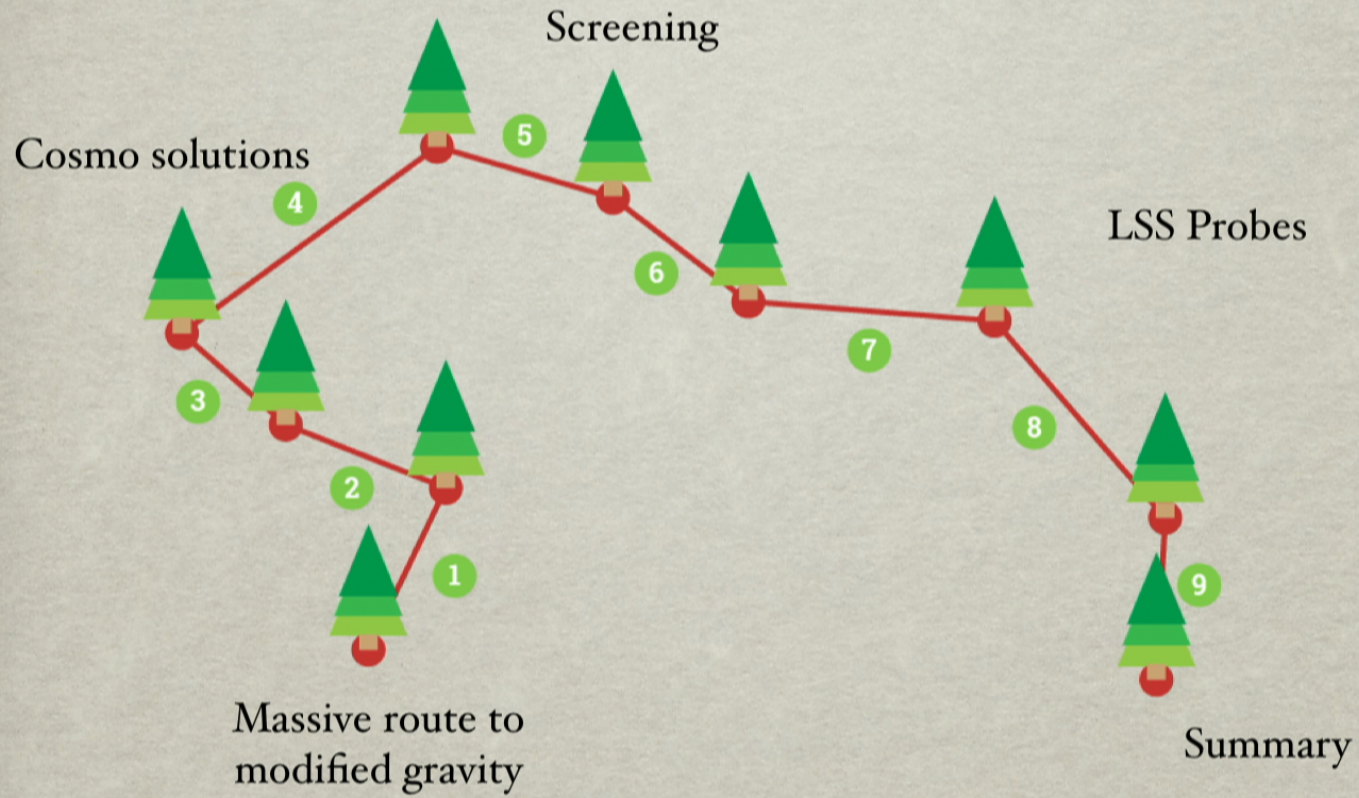 Screening
5
Cosmo solutions
4
6
LSS Probes
7
3
8
2
1
9
Massive route to
modified gravity
Summary